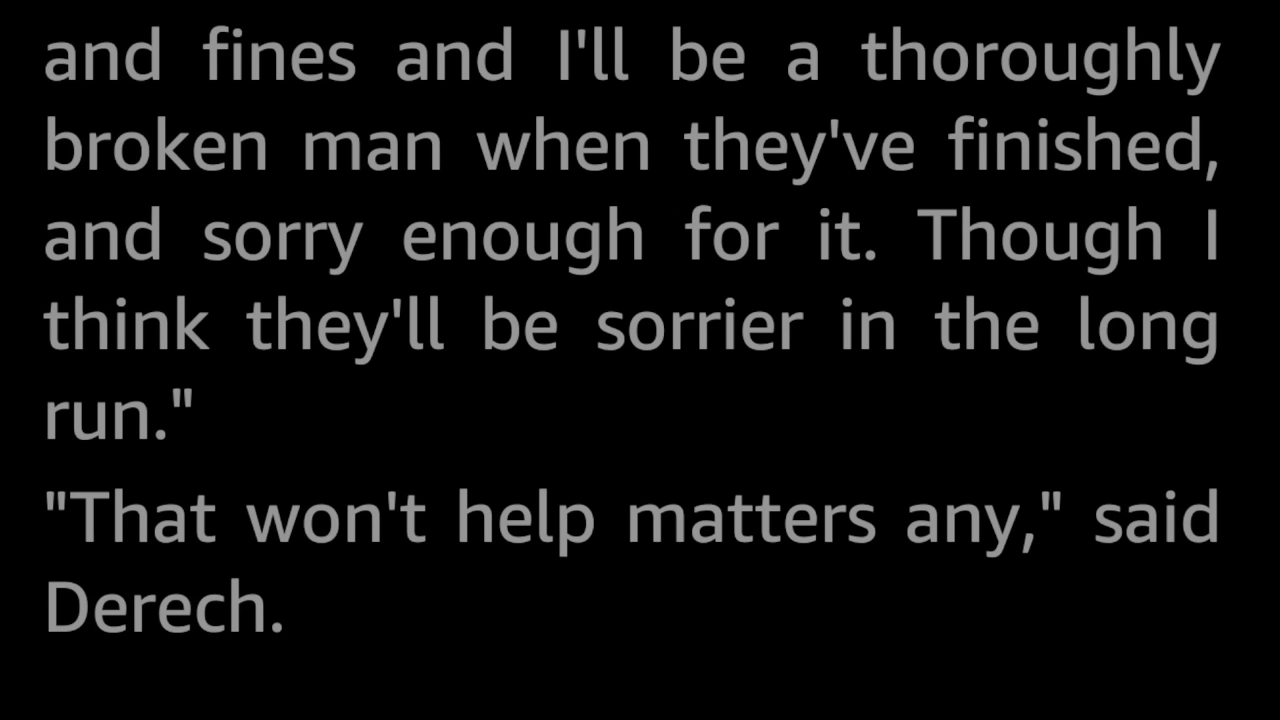 and fines and I'll be a thoroughly
broken man when they've finished,
and sorry enough for it. Though I
think they'll be sorrier in the long
run."
"That won't help matters any," said
Derech.